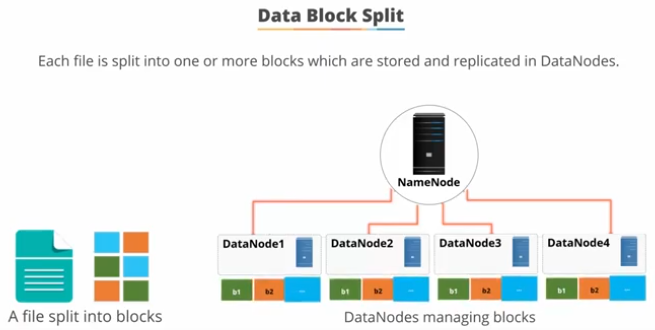 Data Block Split
Each file is split into one or more blocks which are stored and replicated in DataNodes.
NameNode
DataNode1
DataNode2
DataNode3
DataNode4
b1 b2 ...
b1 b2 ...
b1 b2 ...
b1 b2 ...
A file split into blocks
DataNodes managing blocks